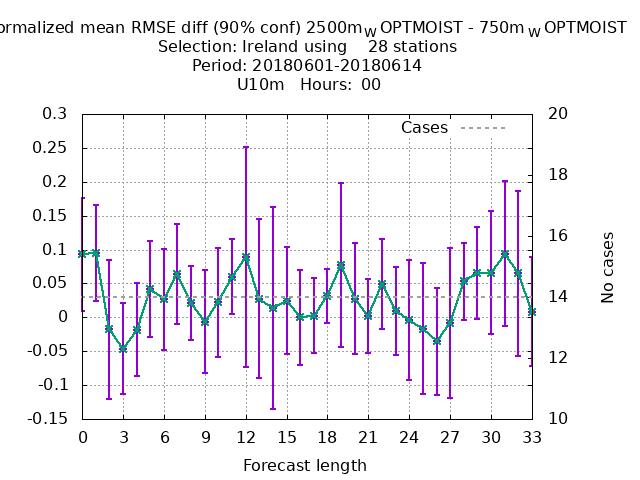 ormalized mean RMSE diff (90% conf) 2500mW OPTMOIST - 750mW OPTMOIST
Selection: Ireland using 28 stations
Period: 20180601-20180614
U10m Hours: 00
0.3
0.25
0.2
0.15
0.1
0.05
0
-0.05
-0.1
-0.15
20
18
16
14
12
10
Cases
No cases
0 3 6 9 12 15 18 21 24 27 30 33
Forecast length